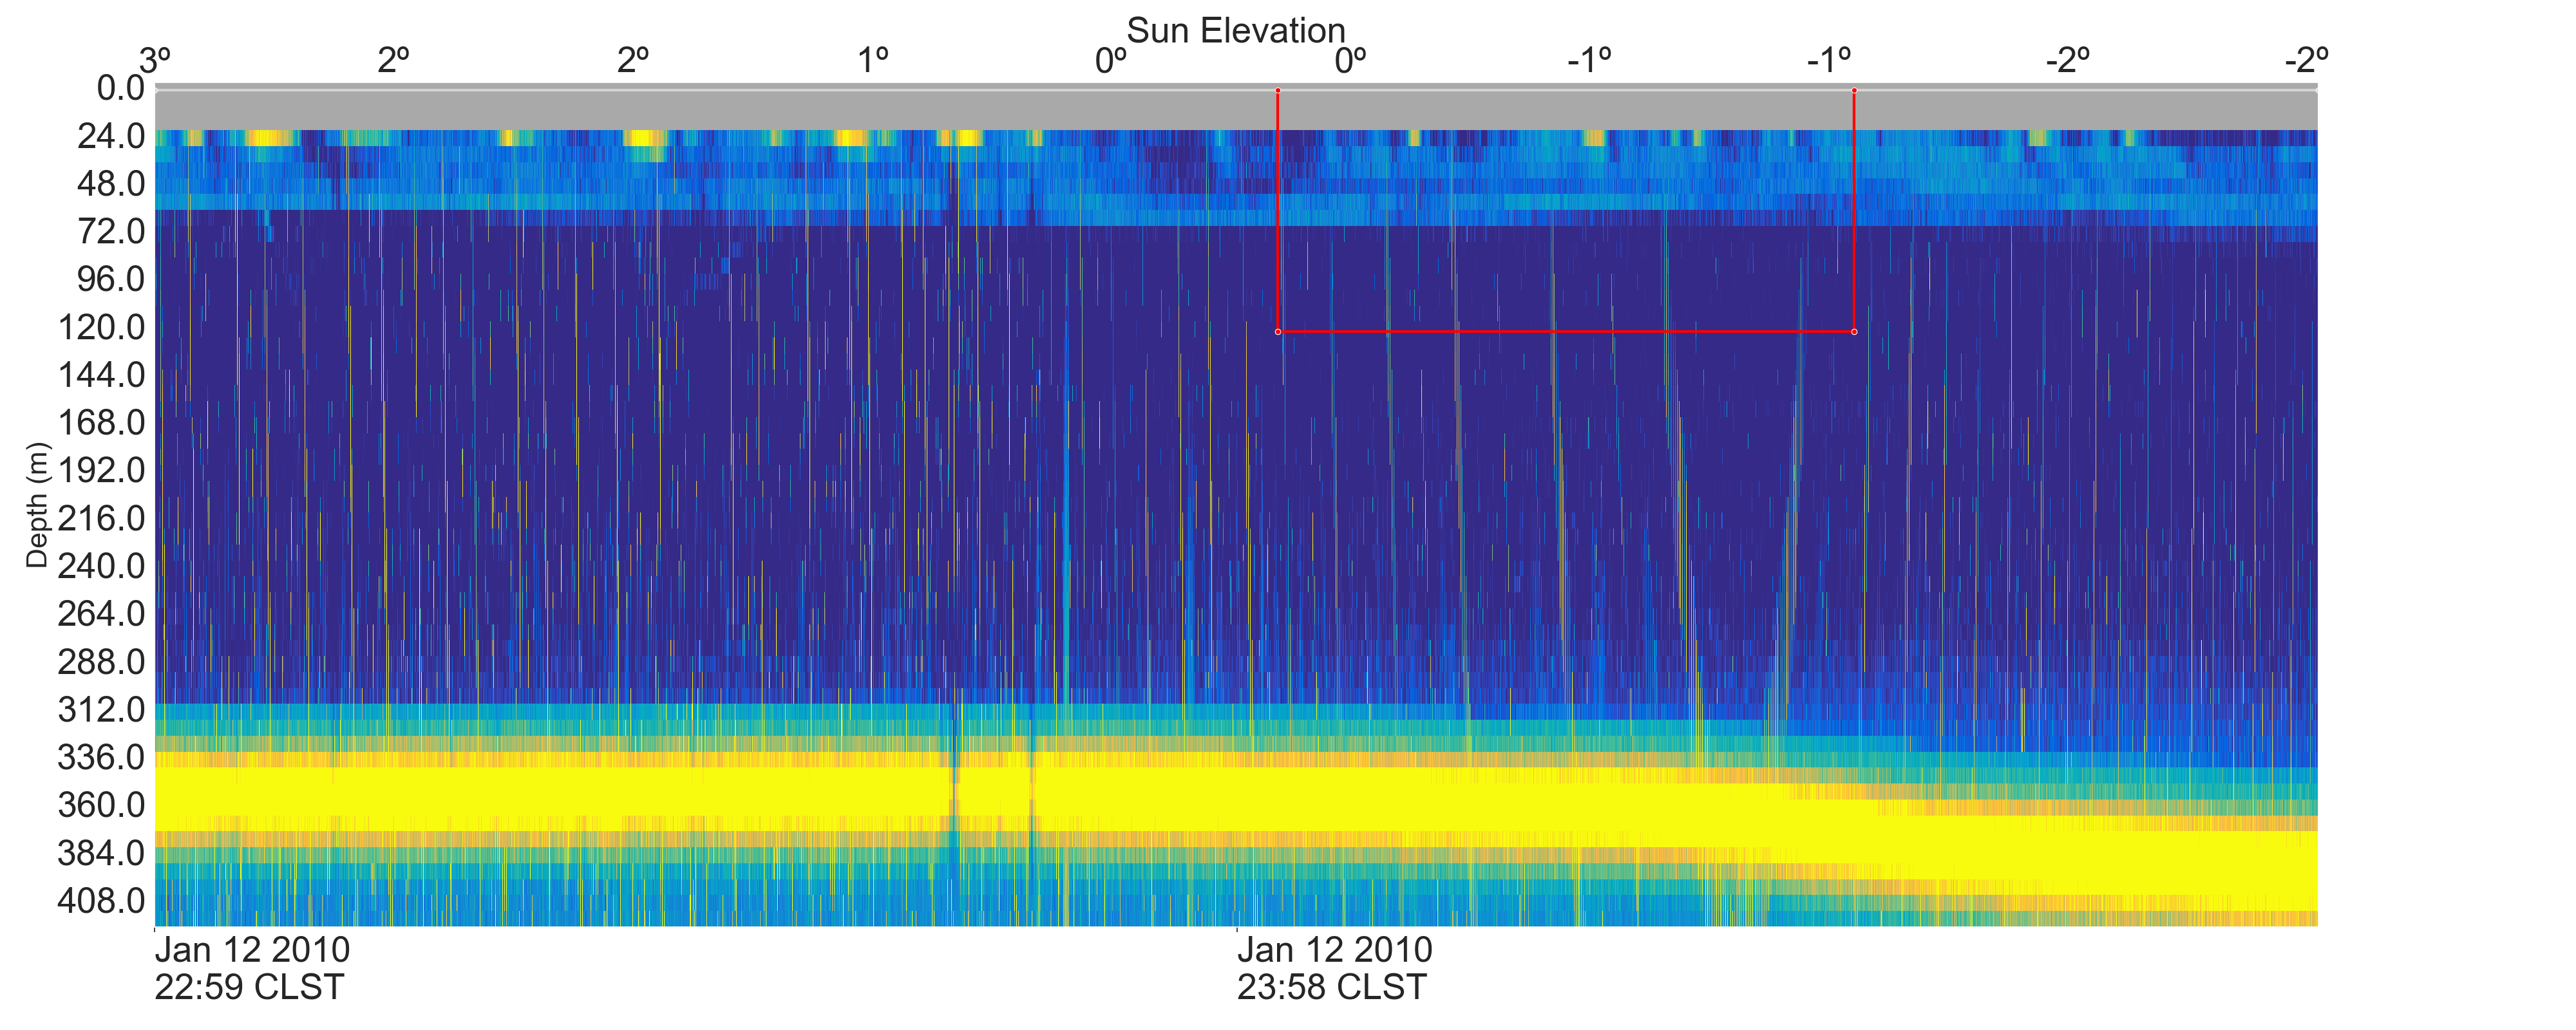 Sun Elevation
3º 2º 2º 1º 0º 0º -1º -1º -2º -2º
0.0
24.0
48.0
72.0
96.0
120.0
144.0
168.0
192.0
216.0
240.0
264.0
288.0
312.0
336.0
360.0
384.0
408.0
Depth (m)
Jan 12 2010
22:59 CLST
Jan 12 2010
23:58 CLST